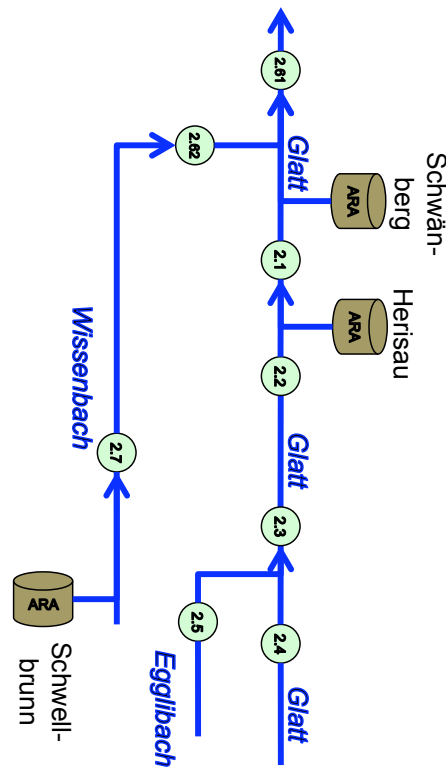 Schwän-
berg
Herisau
ARA
ARA
2.61
Glatt
2.1
2.2
Glatt
2.3
2.4
Glatt
2.62
2.5
Egglibach
Wissenbach
2.7
ARA
Schwell-
brunn